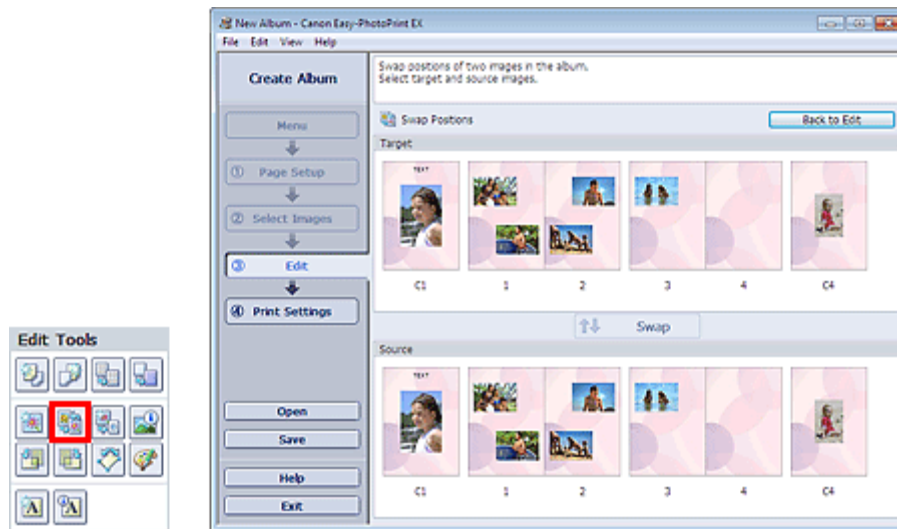 New Album - Canon Easy-PhotoPrint EX
File Edit View Help
Create Album
Swap positions of two images in the album.
Select target and source images.
Menu
Swap Positions
Back to Edit
Target
① Page Setup
TEXT
② Select Images
③ Edit
C1 1 2 3 4 C4
④ Print Settings
Swap
Edit Tools
Source
TEXT
Open
Save
Help
C1 1 2 3 4 C4
Exit
A A